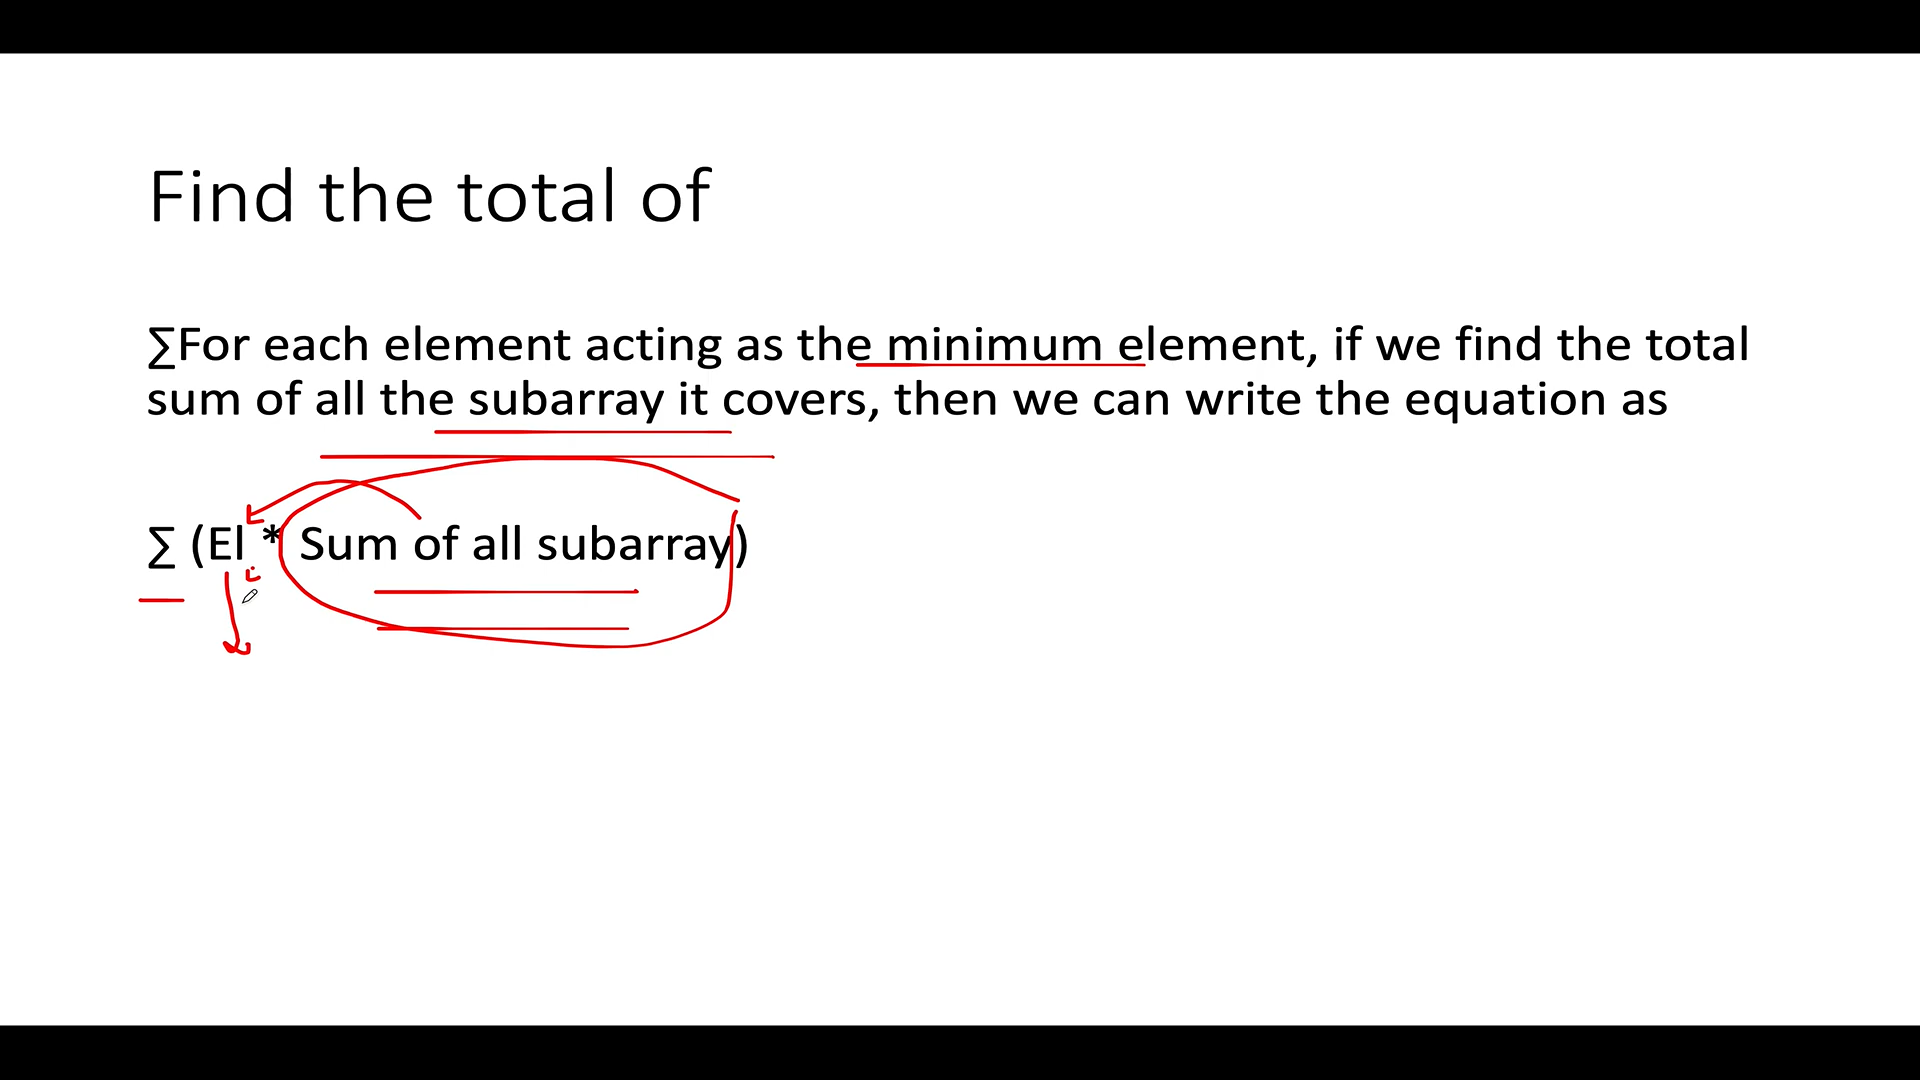 Find the total of
∑For each element acting as the minimum element, if we find the total
sum of all the subarray it covers, then we can write the equation as
∑ (El * Sum of all subarray)
i